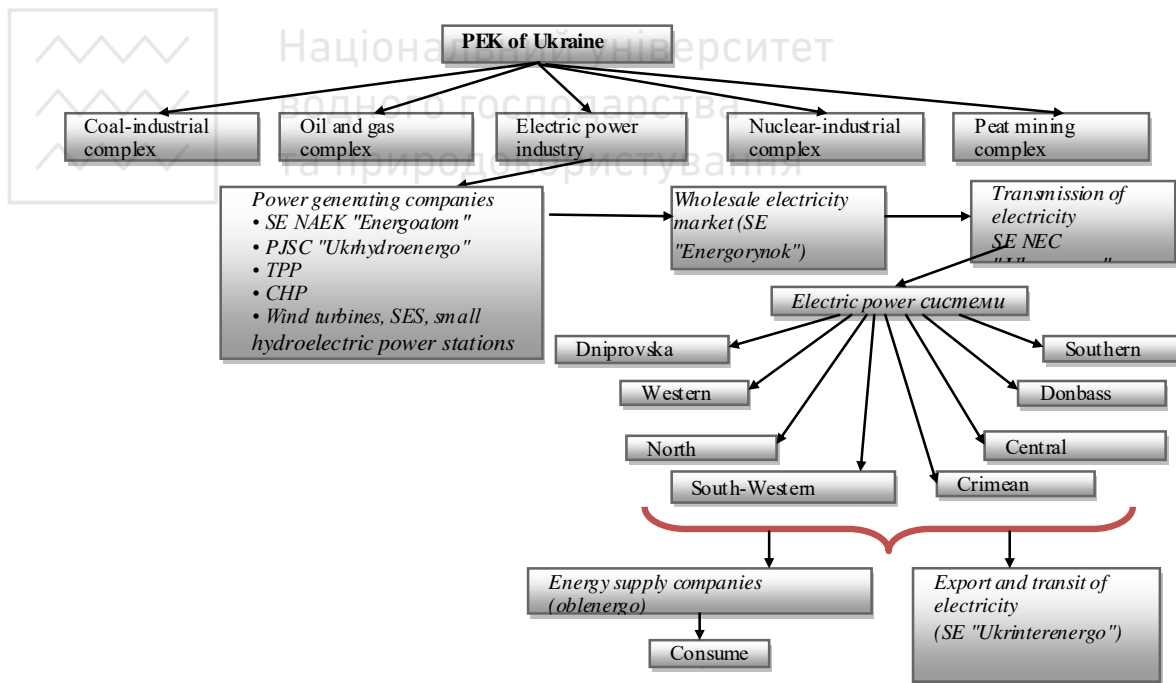 Національний університет
водного господарства
та природокористування
PEK of Ukraine
Coal-industrial
complex
Oil and gas
complex
Electric power
industry
Nuclear-industrial
complex
Peat mining
complex
Power generating companies
• SE NAEK "Energoatom"
• PJSC "Ukrhydroenergo"
• TPP
• CHP
• Wind turbines, SES, small
hydroelectric power stations
Wholesale electricity
market (SE
"Energorynok")
Transmission of
electricity
SE NEC
Electric power системи
Dniprovska
Southern
Western
Donbass
North
Central
South-Western
Crimean
Energy supply companies
(oblenergo)
Export and transit of
electricity
(SE "Ukrinterenergo")
Consume